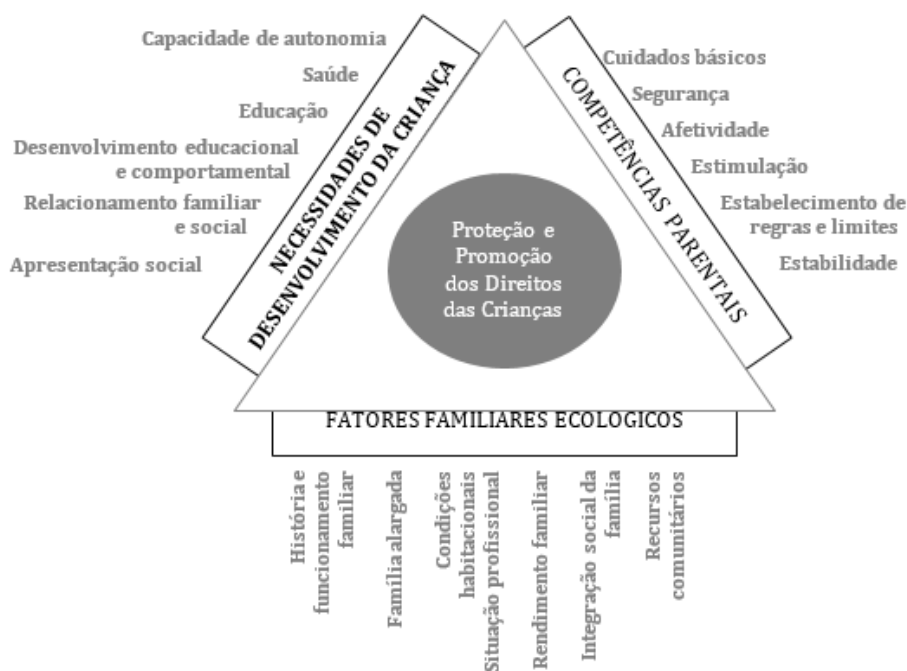 Capacidade de autonomia
Saúde
Educação
Desenvolvimento educacional
e comportamental
Relacionamento familiar
e social
Apresentação social
NECESSIDADES DE
DESENVOLVIMENTO DA CRIANÇA
COMPETÊNCIAS PARENTAIS
Cuidados básicos
Segurança
Afetividade
Estimulação
Estabelecimento de
regras e limites
Estabilidade
Proteção e
Promoção
dos Direitos
das Crianças
FATORES FAMILIARES ECOLOGICOS
História e
funcionamento
familiar
Família alargada
Condições
habitacionais
Situação profissional
Rendimento familiar
Integração social da
família
Recursos
comunitários